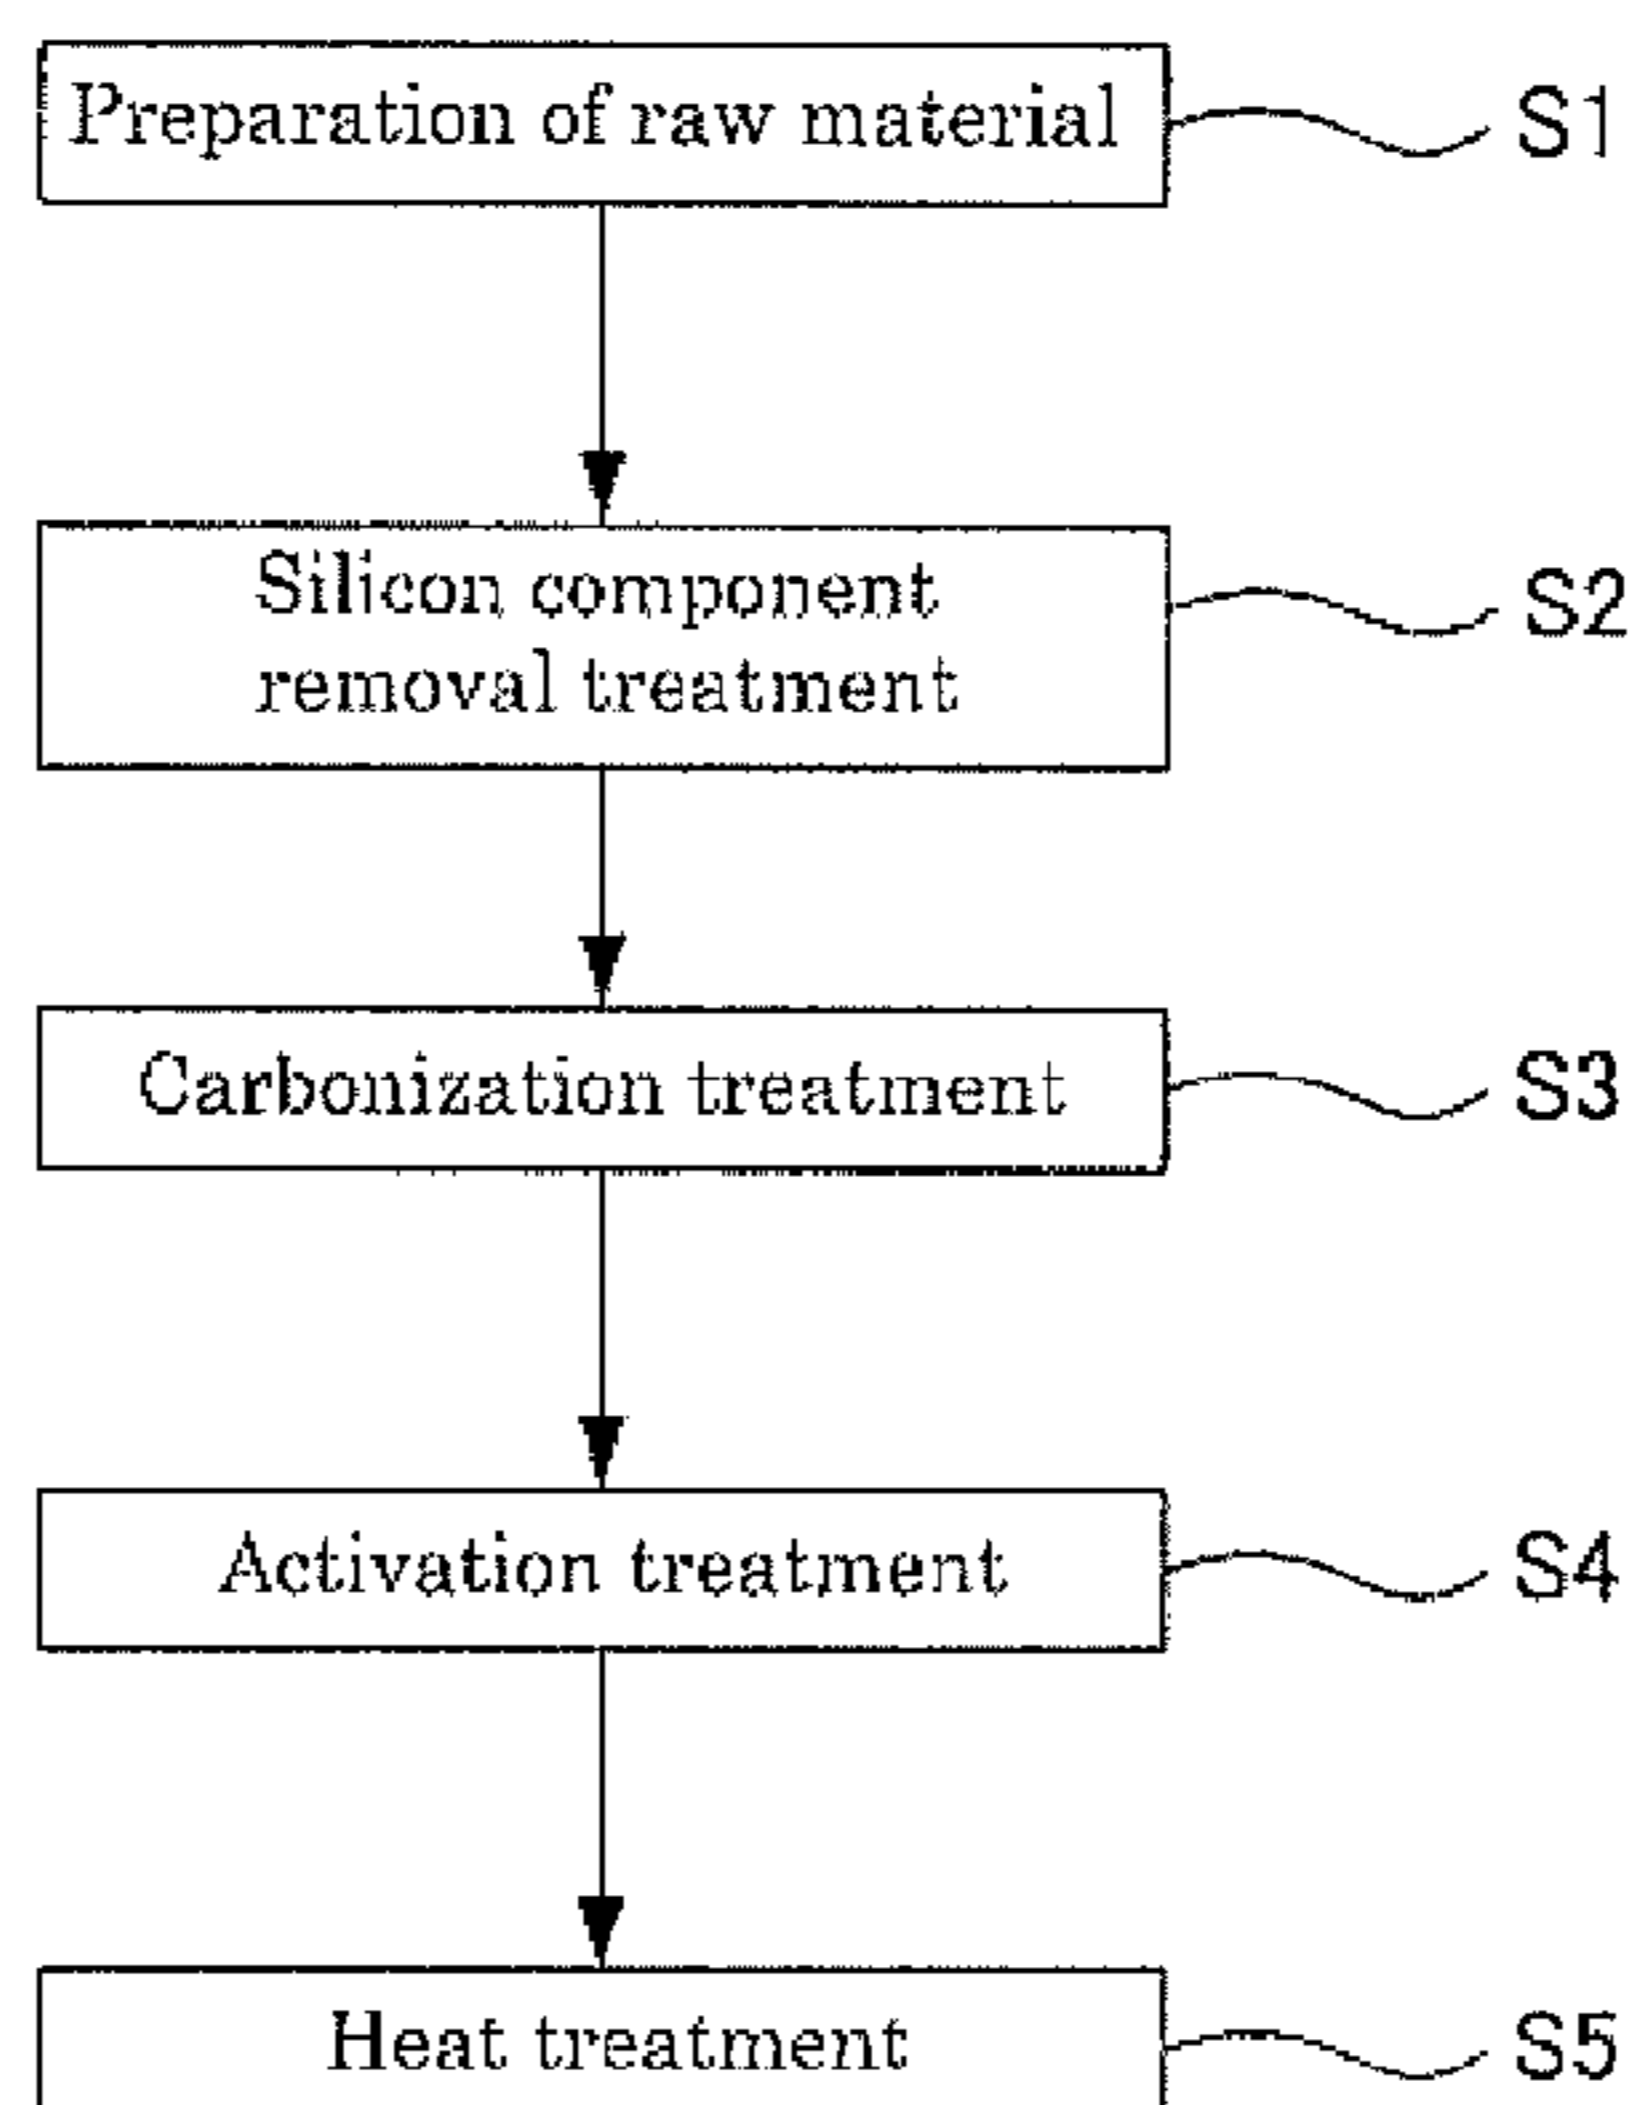 Preparation of raw material S1
Silicon component S2
removal treatment
Carbonization treatment S3
Activation treatment S4
Heat treatment S5